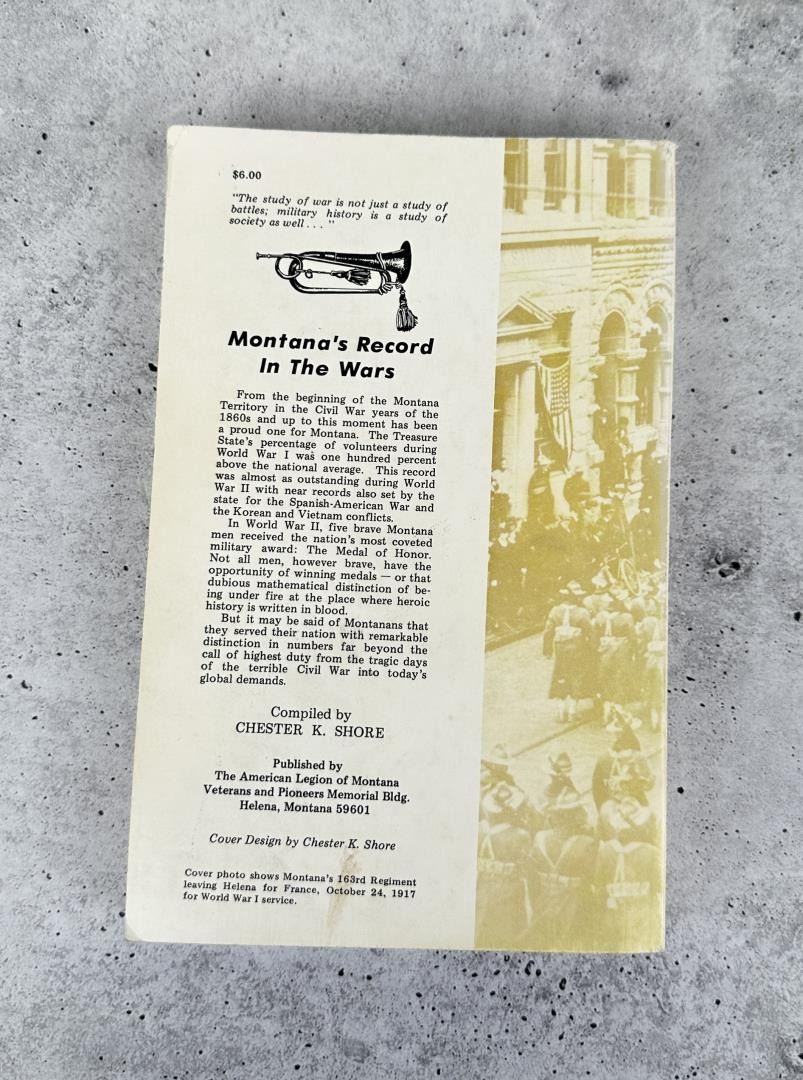 $6.00
"The study of war is not just a study of
battles; military history is a study of
society as well . . . "
Montana's Record
In The Wars
From the beginning of the Montana
Territory in the Civil War years of the
1860s and up to this moment has been
a proud one for Montana. The Treasure
State's percentage of volunteers during
World War I was one hundred percent
above the national average. This record
was almost as outstanding during World
War II with near records also set by the
state for the Spanish-American War and
the Korean and Vietnam conflicts.
In World War II, five brave Montana
men received the nation's most coveted
military award: The Medal of Honor.
Not all men, however brave, have the
opportunity of winning medals — or that
dubious mathematical distinction of be-
ing under fire at the place where heroic
history is written in blood.
But it may be said of Montanans that
they served their nation with remarkable
distinction in numbers far beyond the
call of highest duty from the tragic days
of the terrible Civil War into today's
global demands.
Compiled by
CHESTER K. SHORE
Published by
The American Legion of Montana
Veterans and Pioneers Memorial Bldg.
Helena, Montana 59601
Cover Design by Chester K. Shore
Cover photo shows Montana's 163rd Regiment
leaving Helena for France, October 24, 1917
for World War I service.